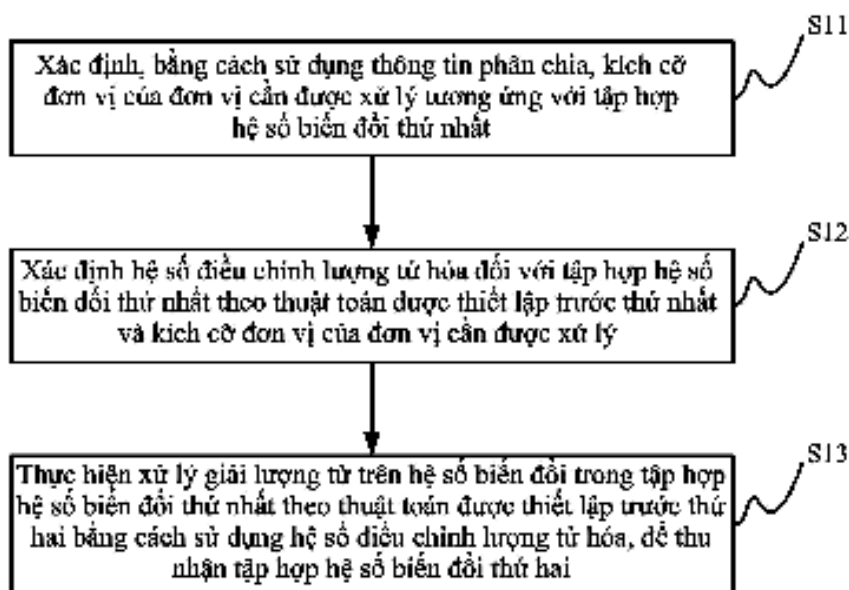 S11
Xác định, bằng cách sử dụng thông tin phân chia, kích cỡ
đơn vị của đơn vị cần được xử lý tương ứng với tập hợp
hệ số biến đổi thứ nhất
S12
Xác định hệ số điều chỉnh lượng tử hóa đối với tập hợp hệ số
biến đổi thứ nhất theo thuật toán được thiết lập trước thứ nhất
và kích cỡ đơn vị của đơn vị cần được xử lý
S13
Thực hiện xử lý giải lượng tử trên hệ số biến đổi trong tập hợp
hệ số biến đổi thứ nhất theo thuật toán được thiết lập trước thứ
hai bằng cách sử dụng hệ số điều chỉnh lượng tử hóa, để thu
nhận tập hợp hệ số biến đổi thứ hai